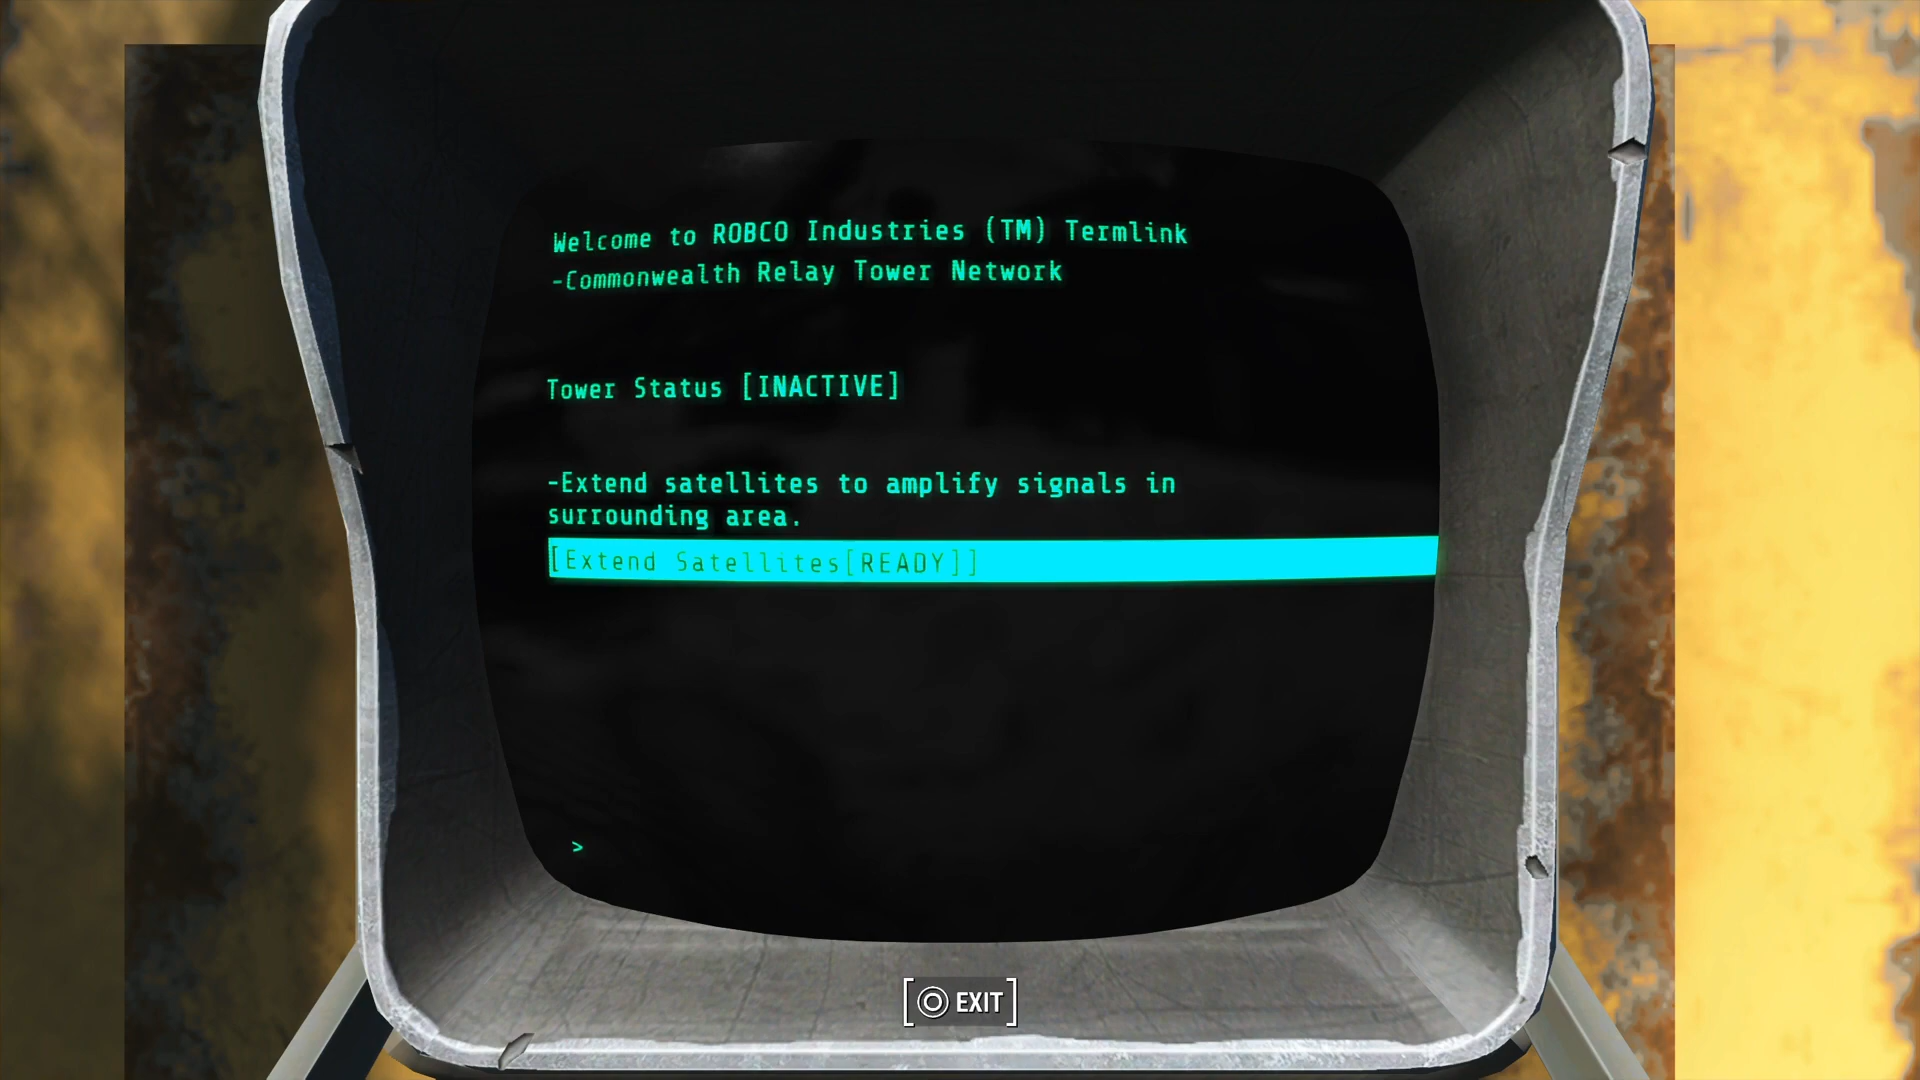 Welcome to ROBCO Industries (TM) Termlink
-Commonwealth Relay Tower Network
Tower Status [INACTIVE]
-Extend satellites to amplify signals in
surrounding area.
[Extend Satellites[READY]]
>
[EXIT]